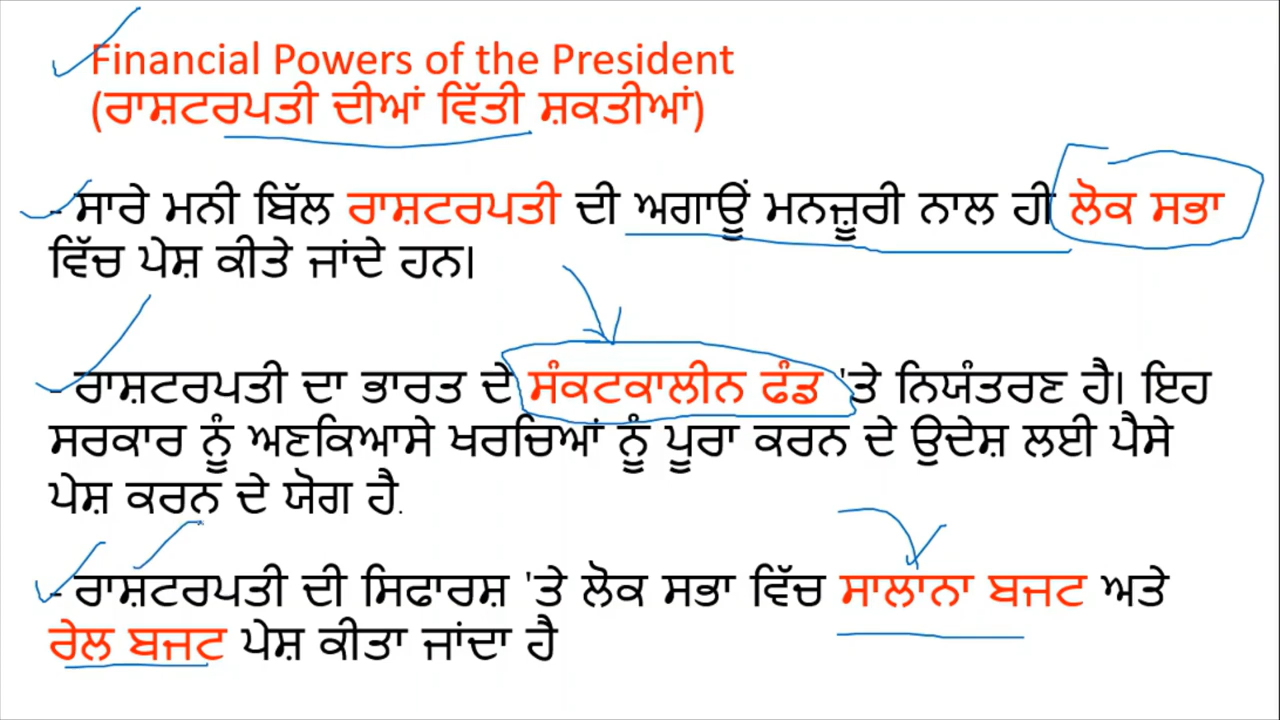 Financial Powers of the President
(ਰਾਸ਼ਟਰਪਤੀ ਦੀਆਂ ਵਿੱਤੀ ਸ਼ਕਤੀਆਂ)
- ਸਾਰੇ ਮਨੀ ਬਿੱਲ ਰਾਸ਼ਟਰਪਤੀ ਦੀ ਅਗਾਊਂ ਮਨਜ਼ੂਰੀ ਨਾਲ ਹੀ ਲੋਕ ਸਭਾ
ਵਿੱਚ ਪੇਸ਼ ਕੀਤੇ ਜਾਂਦੇ ਹਨ।
- ਰਾਸ਼ਟਰਪਤੀ ਦਾ ਭਾਰਤ ਦੇ ਸੰਕਟਕਾਲੀਨ ਫੰਡ 'ਤੇ ਨਿਯੰਤਰਣ ਹੈ। ਇਹ
ਸਰਕਾਰ ਨੂੰ ਅਣਕਿਆਸੇ ਖਰਚਿਆਂ ਨੂੰ ਪੂਰਾ ਕਰਨ ਦੇ ਉਦੇਸ਼ ਲਈ ਪੈਸੇ
ਪੇਸ਼ ਕਰਨ ਦੇ ਯੋਗ ਹੈ.
- ਰਾਸ਼ਟਰਪਤੀ ਦੀ ਸਿਫਾਰਸ਼ 'ਤੇ ਲੋਕ ਸਭਾ ਵਿੱਚ ਸਾਲਾਨਾ ਬਜਟ ਅਤੇ
ਰੇਲ ਬਜਟ ਪੇਸ਼ ਕੀਤਾ ਜਾਂਦਾ ਹੈ